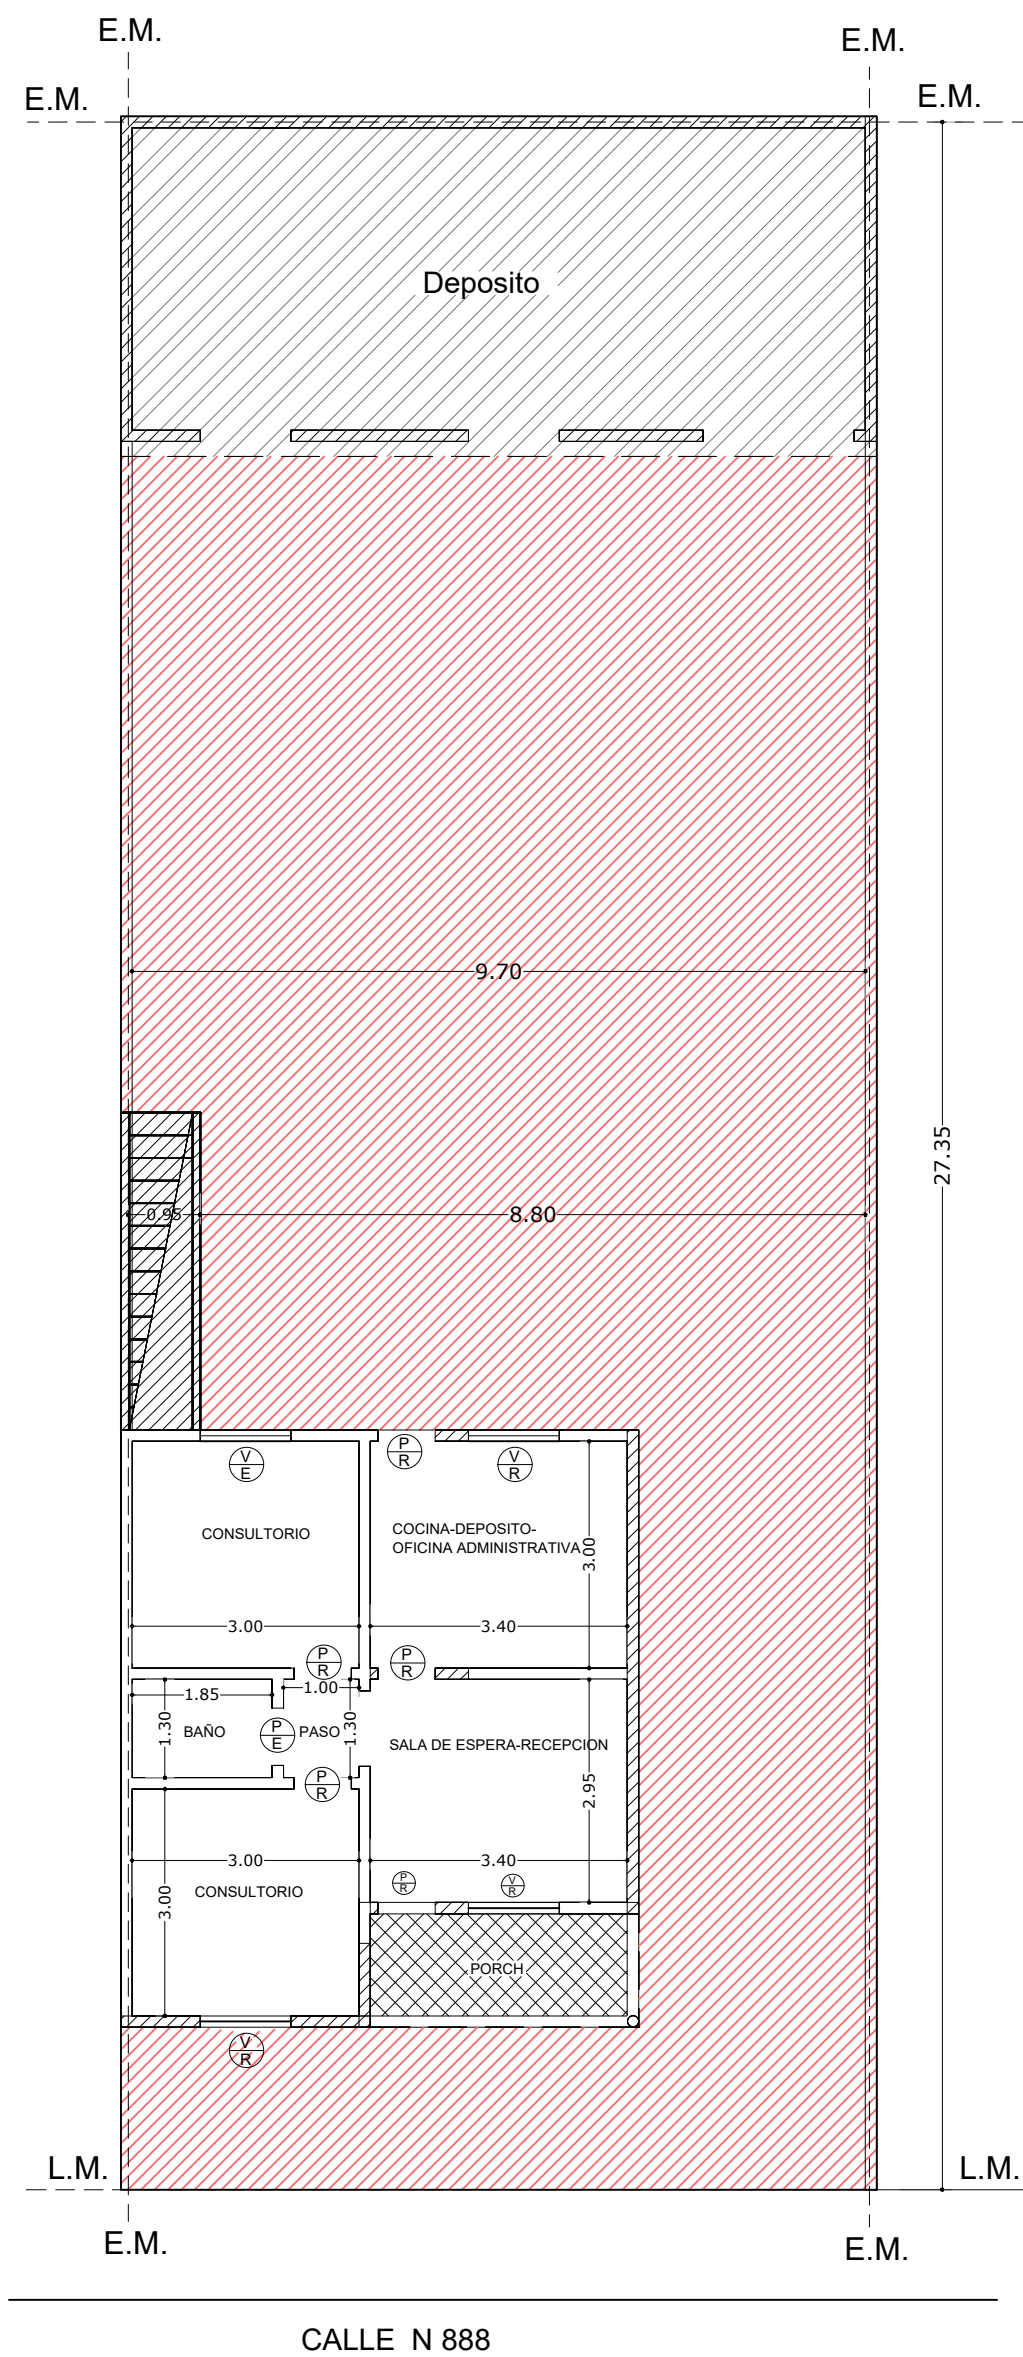 E.M.
E.M.
E.M.
E.M.
Deposito
9.70
27.35
0.95
8.80
V
E
P
R
V
R
CONSULTORIO
COCINA-DEPOSITO-
OFICINA ADMINISTRATIVA
3.00
3.00
3.40
P
R
P
R
1.85
1.00
1.30
BAÑO
P
E
PASO
1.30
SALA DE ESPERA-RECEPCION
P
R
2.95
3.00
3.40
CONSULTORIO
3.00
P
R
V
R
PORCH
V
R
L.M.
L.M.
E.M.
E.M.
CALLE N 888